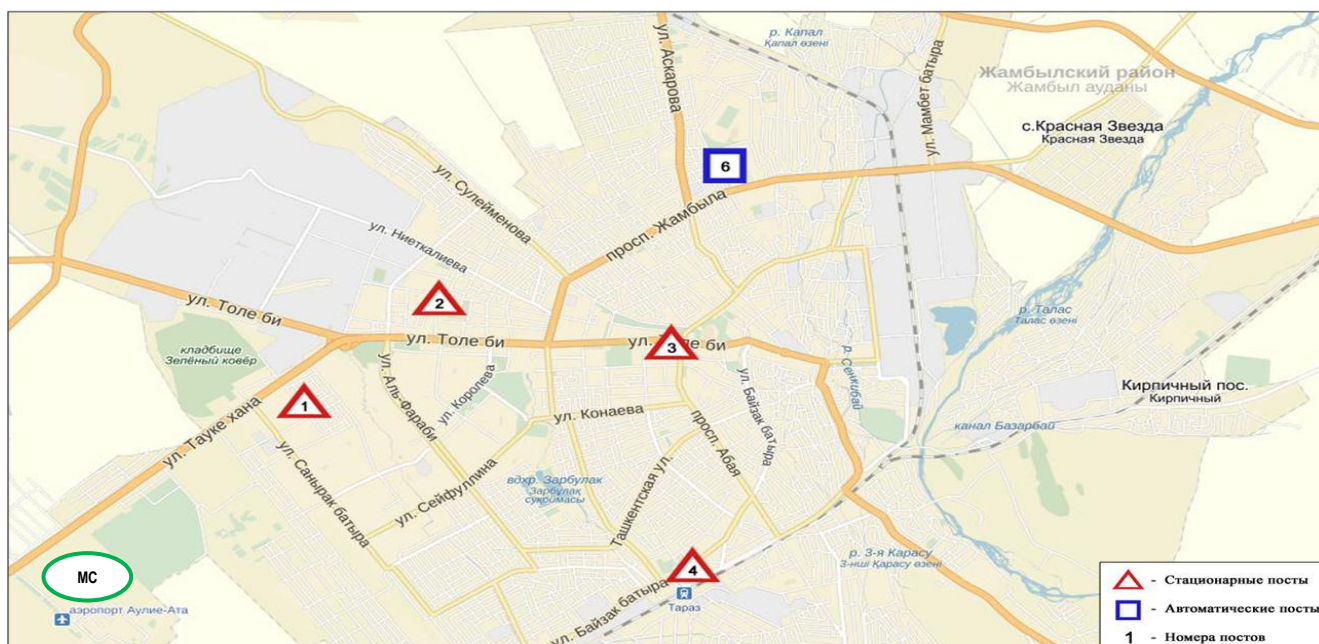 р. Капал
Қапал өзені
ул. Аскарова
ул. Мамбет батыра
Жамбылский район
Жамбыл ауданы
с.Красная Звезда
Красная Звезда
6
ул. Сулейменова
просп. Жамбыла
ул. Ниеткалиева
2
ул. Толе би
ул. Толе би
ул. Толе би
3
р. Талас
Талас өзені
кладбище
Зелёный ковёр
1
ул. Тауке хана
ул. Аль-Фараби
ул. Королева
ул. Конаева
просп. Абая
ул. Байзак батыра
р. Сенкибай
Кирпичный пос.
Кирпичный
канал Базарбай
ул. Санырак батыра
ул. Сейфуллина
вдхр. Зарбулак
Зарбұлақ
суқоймасы
Ташкентская ул.
4
Тараз
ул. Байзак батыра
р. 3-я Карасу
3-нші Қарасу өзені
МС
аэропорт Аулие-Ата
- Стационарные посты
- Автоматические посты
1 - Номера постов